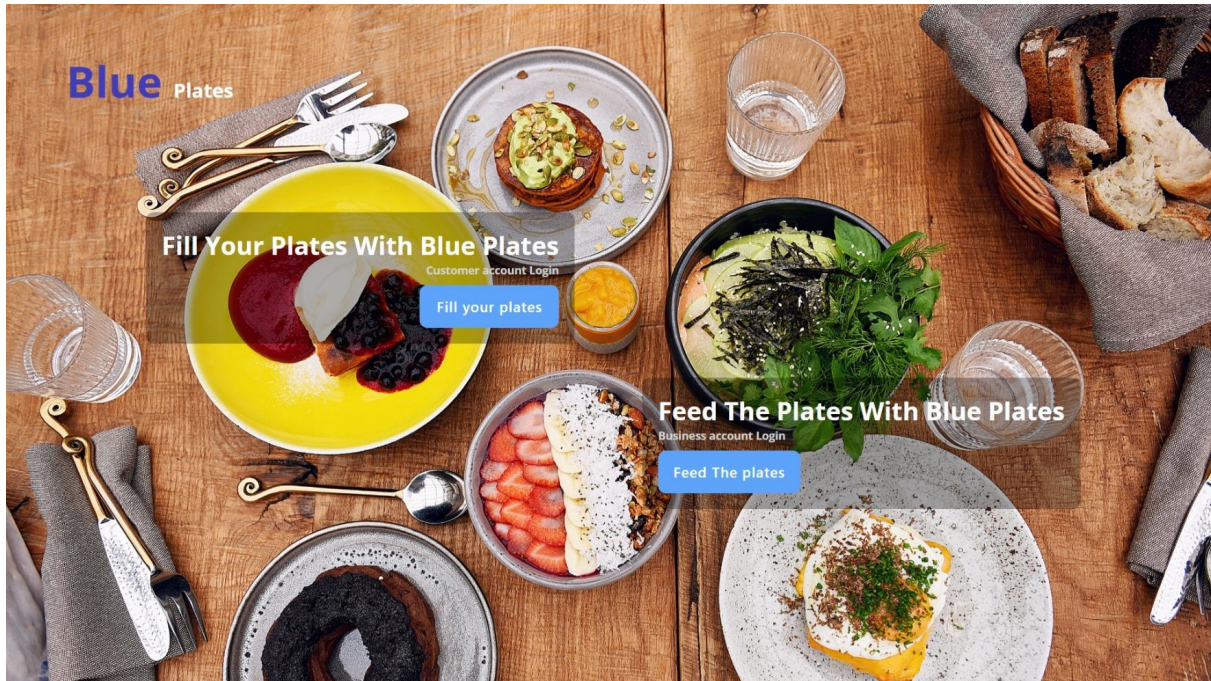 Blue Plates
Fill Your Plates With Blue Plates
Customer account Login
Fill your plates
Feed The Plates With Blue Plates
Business account Login
Feed The plates